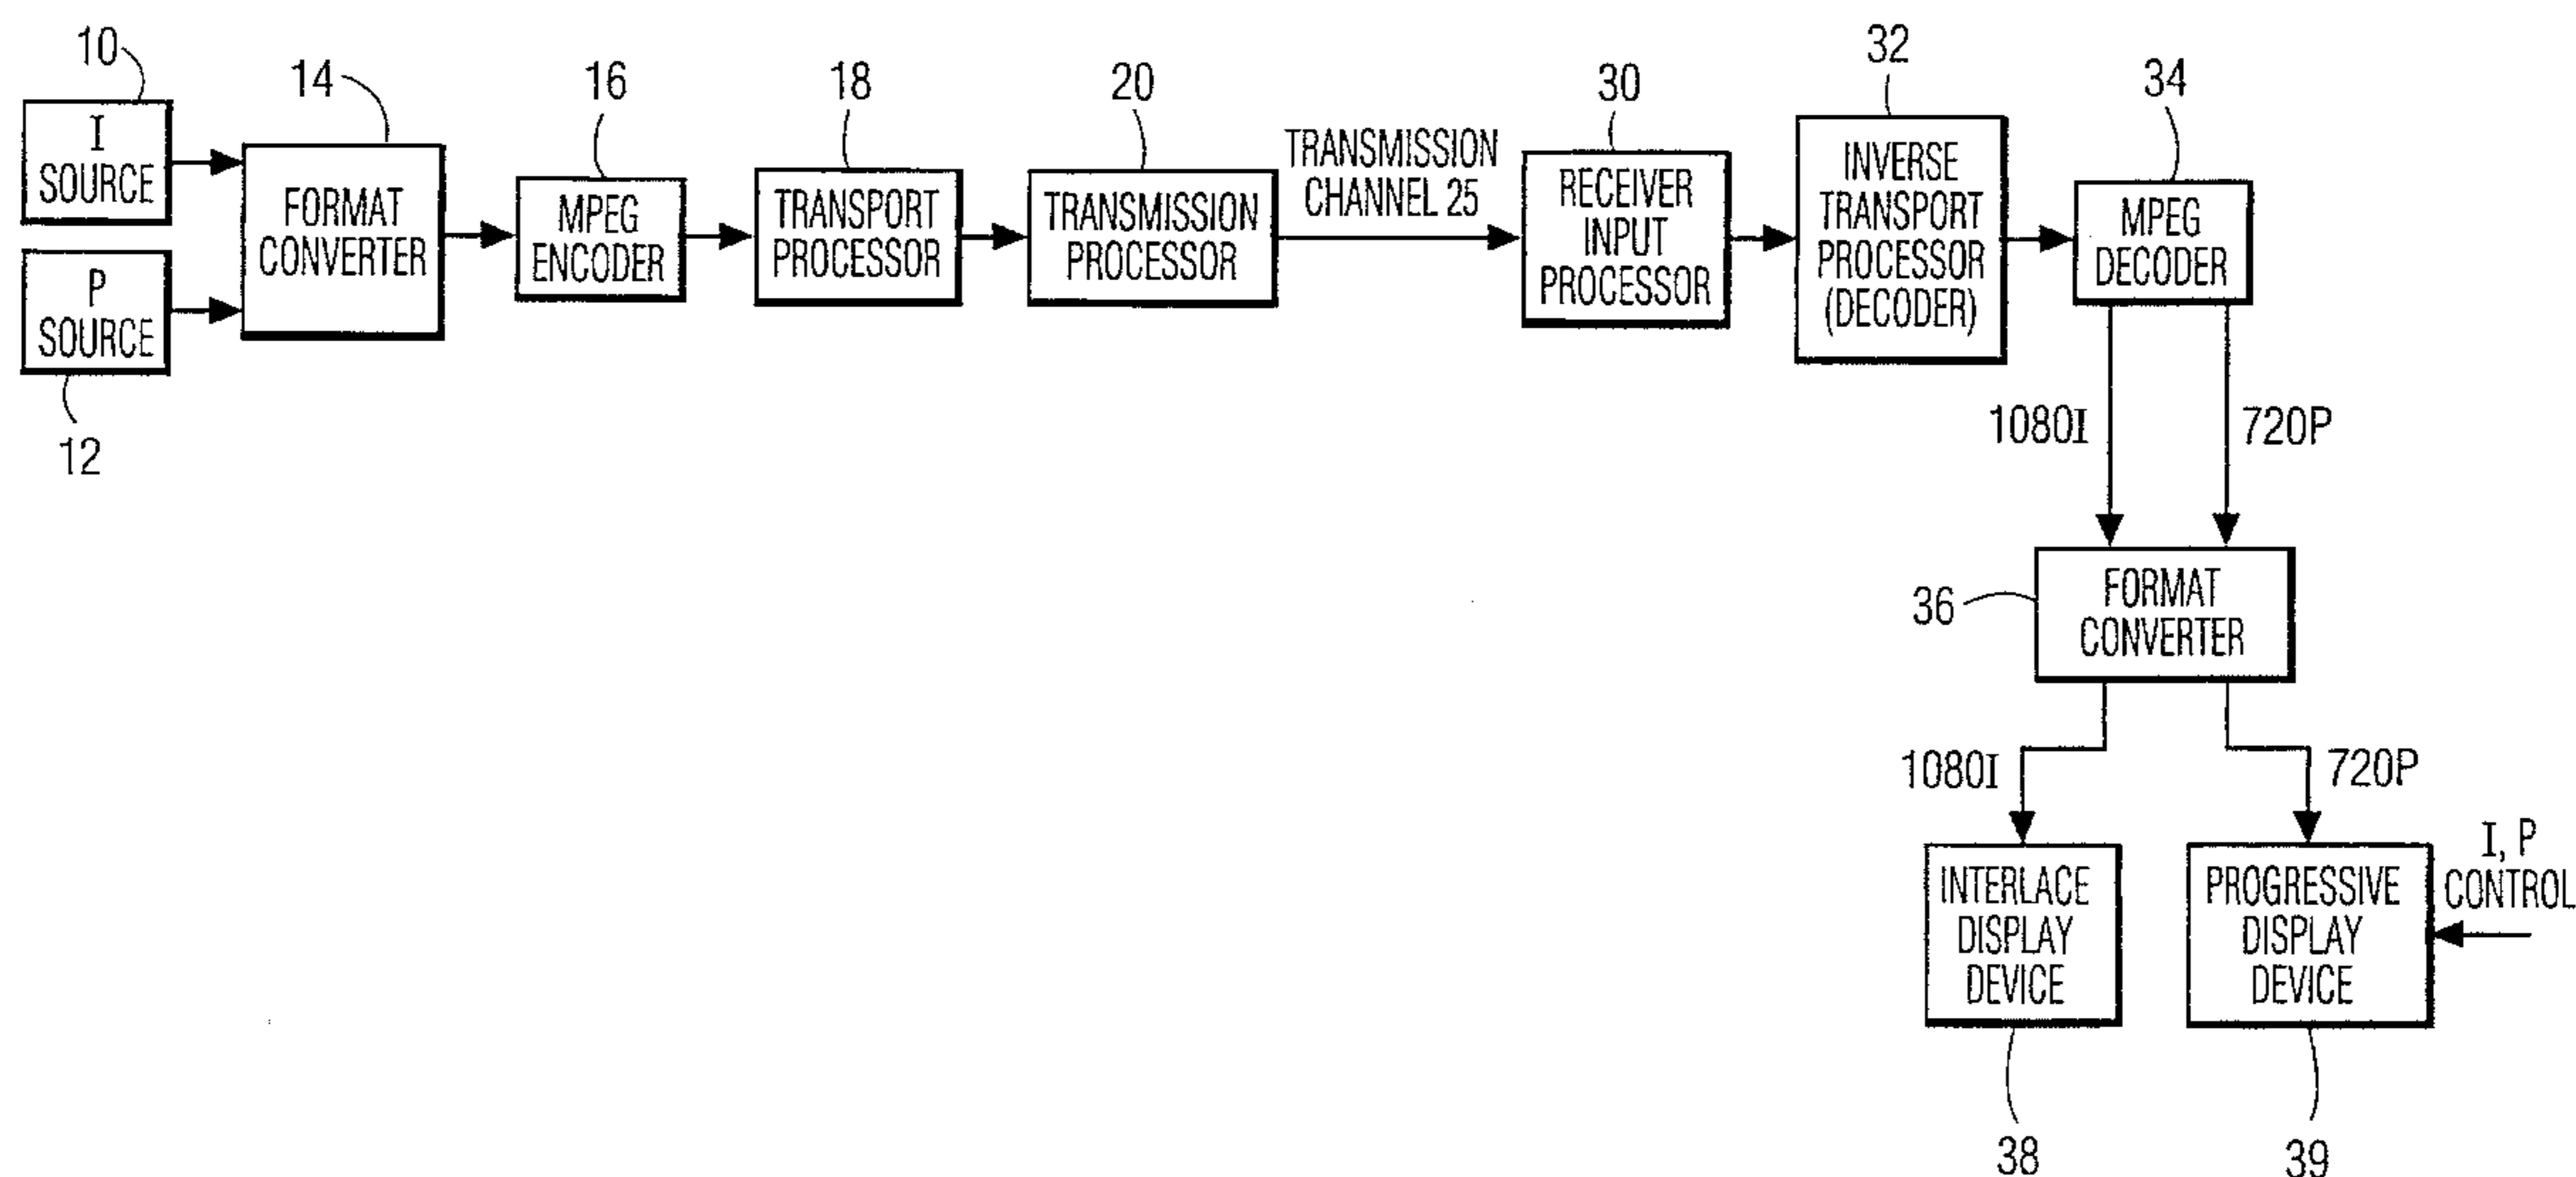 10
I
SOURCE
P
SOURCE
12
14
FORMAT
CONVERTER
16
MPEG
ENCODER
18
TRANSPORT
PROCESSOR
20
TRANSMISSION
PROCESSOR
TRANSMISSION
CHANNEL 25
30
RECEIVER
INPUT
PROCESSOR
32
INVERSE
TRANSPORT
PROCESSOR
(DECODER)
34
MPEG
DECODER
1080I
720P
36
FORMAT
CONVERTER
1080I
720P
INTERLACE
DISPLAY
DEVICE
38
PROGRESSIVE
DISPLAY
DEVICE
39
I, P
CONTROL